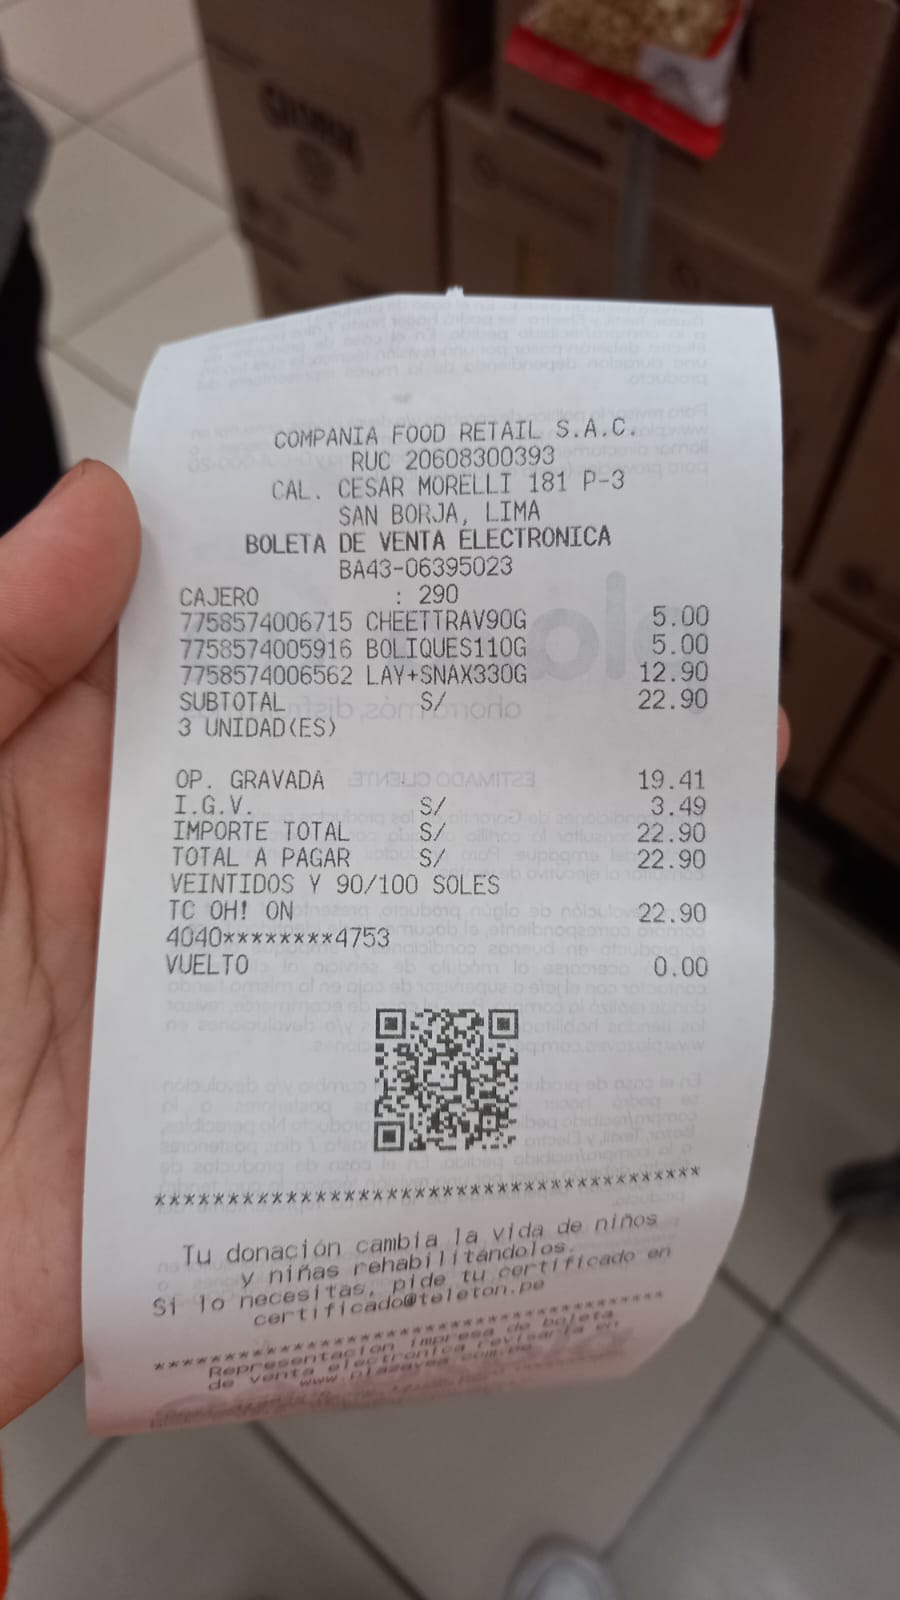 COMPANIA FOOD RETAIL S.A.C.
RUC 20608300393
CAL. CESAR MORELLI 181 P-3
SAN BORJA, LIMA
BOLETA DE VENTA ELECTRONICA
BA43-06395023
CAJERO : 290
7758574006715 CHEETTRAV90G 5.00
7758574005916 BOLIQUES110G 5.00
7758574006562 LAY+SNAX330G 12.90
SUBTOTAL S/ 22.90
3 UNIDAD(ES)
OP. GRAVADA 19.41
I.G.V. S/ 3.49
IMPORTE TOTAL S/ 22.90
TOTAL A PAGAR S/ 22.90
VEINTIDOS Y 90/100 SOLES
TC OH! ON 22.90
4040********4753
VUELTO 0.00
****************************************
Tu donación cambia la vida de niños
y niñas rehabilitándolos.
Si lo necesitas, pide tu certificado en
certificado@teleton.pe
****************************************
Representacion impresa de boleta
de venta electronica revisarla en
www.plazavea.com.pe